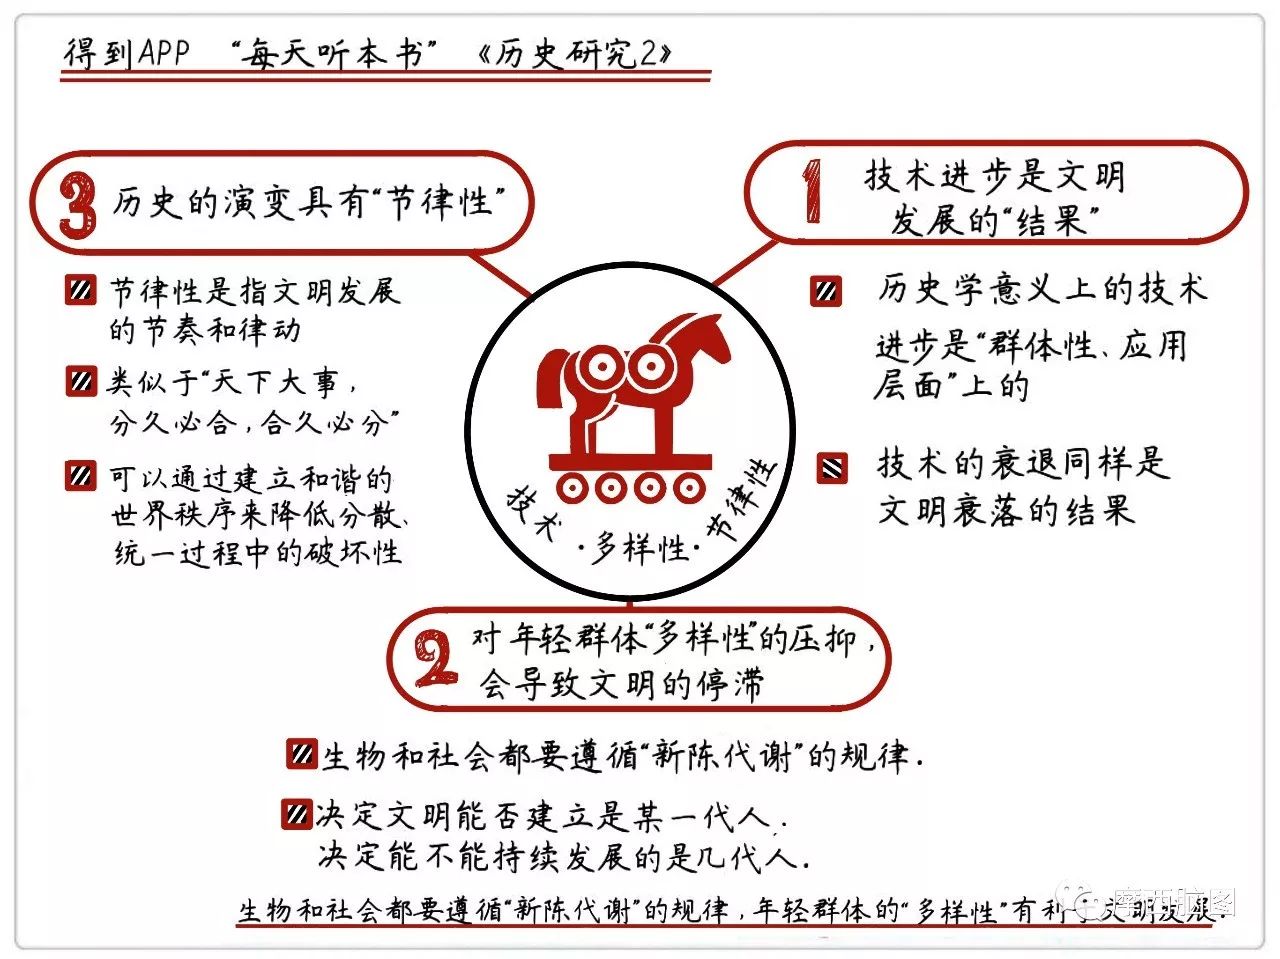 得到APP “每天听本书” 《历史研究2》
1 技术进步是文明
发展的“结果”
历史学意义上的技术
进步是“群体性、应用
层面”上的
技术的衰退同样是
文明衰落的结果
2 对年轻群体“多样性”的压抑，
会导致文明的停滞
生物和社会都要遵循“新陈代谢”的规律.
决定文明能否建立是某一代人.
决定能不能持续发展的是几代人.
3 历史的演变具有“节律性”
节律性是指文明发展
的节奏和律动
类似于“天下大事，
分久必合，合久必分”
可以通过建立和谐的
世界秩序来降低分散、
统一过程中的破坏性
技术·多样性·节律性
生物和社会都要遵循“新陈代谢”的规律，年轻群体的“多样性”有利于文明发展.
摩西脑图